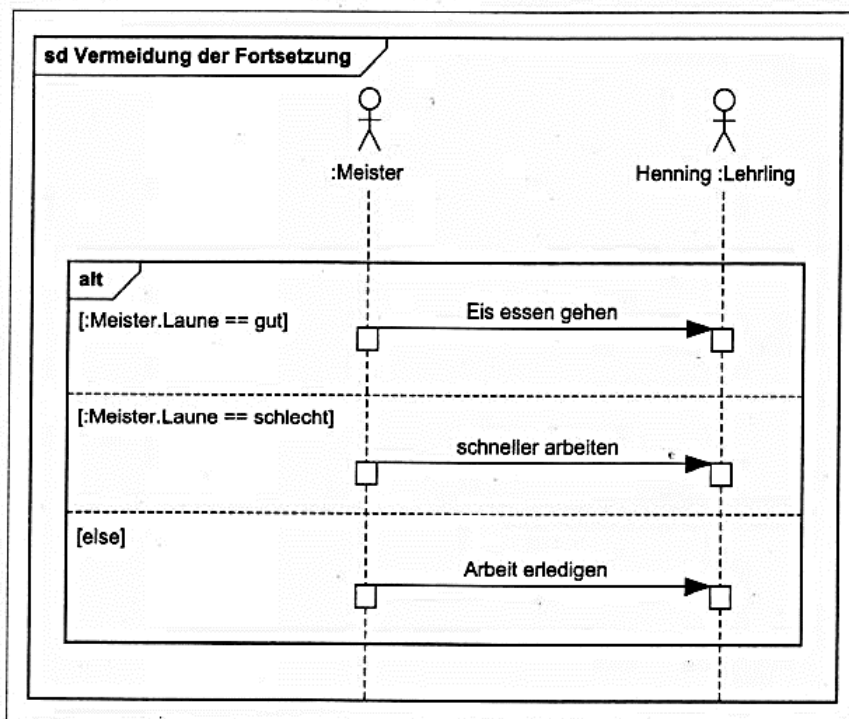 sd Vermeidung der Fortsetzung
:Meister
Henning :Lehrling
alt
[:Meister.Laune == gut]
Eis essen gehen
[:Meister.Laune == schlecht]
schneller arbeiten
[else]
Arbeit erledigen